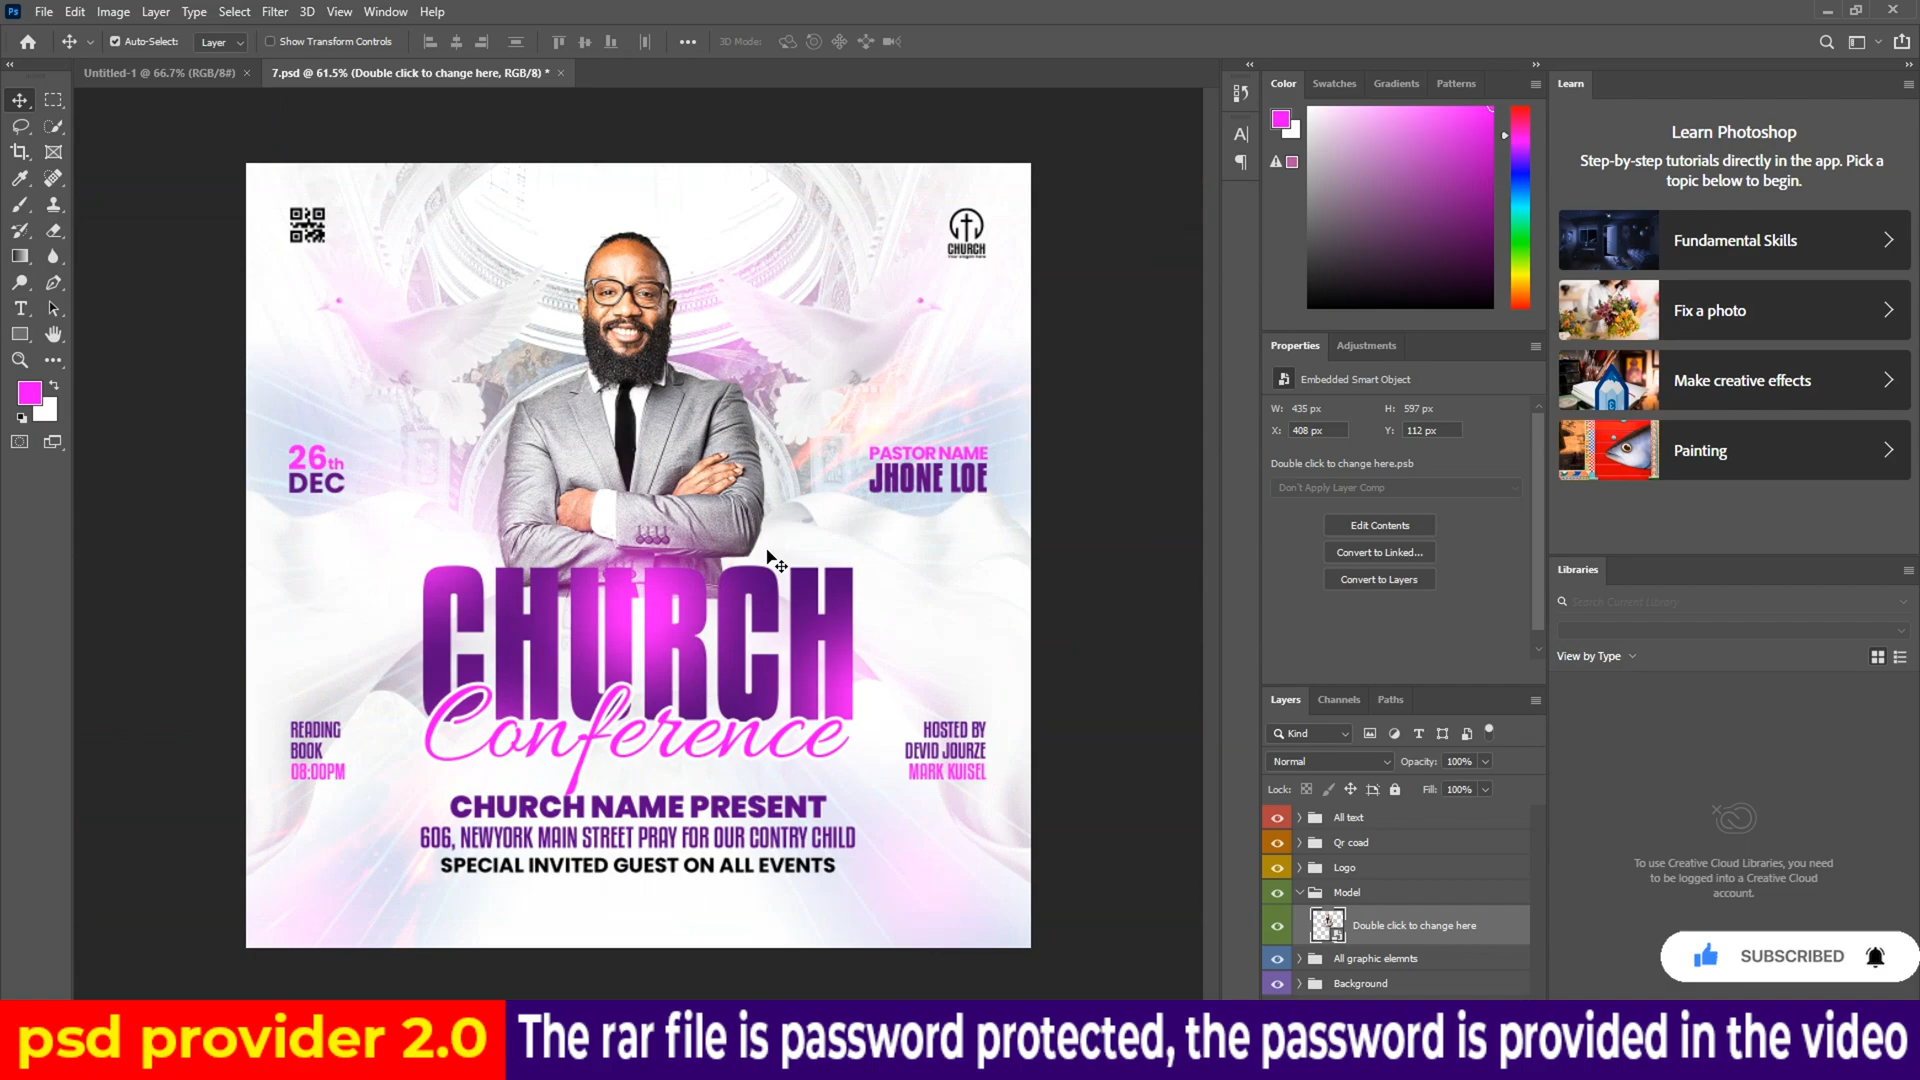 Ps File Edit Image Layer Type Select Filter 3D View Window Help
Auto-Select: Layer Show Transform Controls 3D Mode:
Untitled-1 @ 66.7% (RGB/8#) × 7.psd @ 61.5% (Double click to change here, RGB/8) * ×
CHURCH
26th
DEC
PASTOR NAME
JHONE LOE
CHURCH
Conference
READING
BOOK
08:00PM
HOSTED BY
DEVID JOURZE
MARK KUISEL
CHURCH NAME PRESENT
606, NEWYORK MAIN STREET PRAY FOR OUR CONTRY CHILD
SPECIAL INVITED GUEST ON ALL EVENTS
Color Swatches Gradients Patterns
Properties Adjustments
Embedded Smart Object
W: 435 px H: 597 px
X: 408 px Y: 112 px
Double click to change here.psb
Don't Apply Layer Comp
Edit Contents
Convert to Linked...
Convert to Layers
Layers Channels Paths
Kind
Normal Opacity: 100%
Lock: Fill: 100%
All text
Qr coad
Logo
Model
Double click to change here
All graphic elemnts
Background
Learn
Learn Photoshop
Step-by-step tutorials directly in the app. Pick a
topic below to begin.
Fundamental Skills
Fix a photo
Make creative effects
Painting
Libraries
Search Current Library
View by Type
To use Creative Cloud Libraries, you need
to be logged into a Creative Cloud
account.
SUBSCRIBED
psd provider 2.0
The rar file is password protected, the password is provided in the video